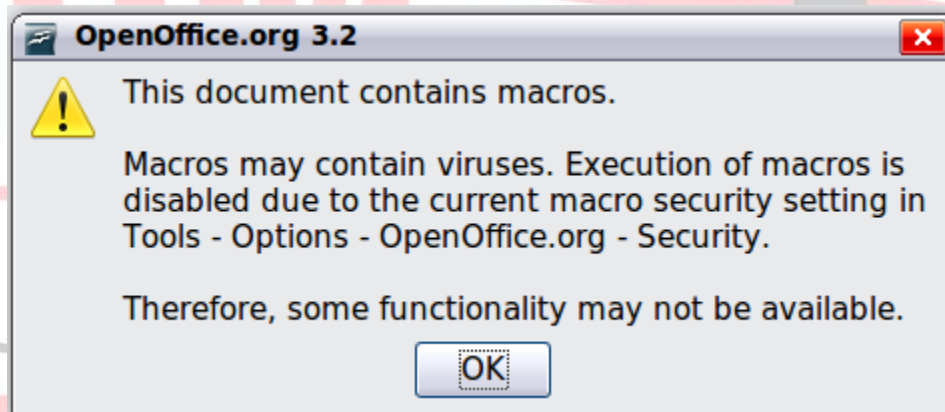 OpenOffice.org 3.2
This document contains macros.
Macros may contain viruses. Execution of macros is
disabled due to the current macro security setting in
Tools - Options - OpenOffice.org - Security.
Therefore, some functionality may not be available.
OK